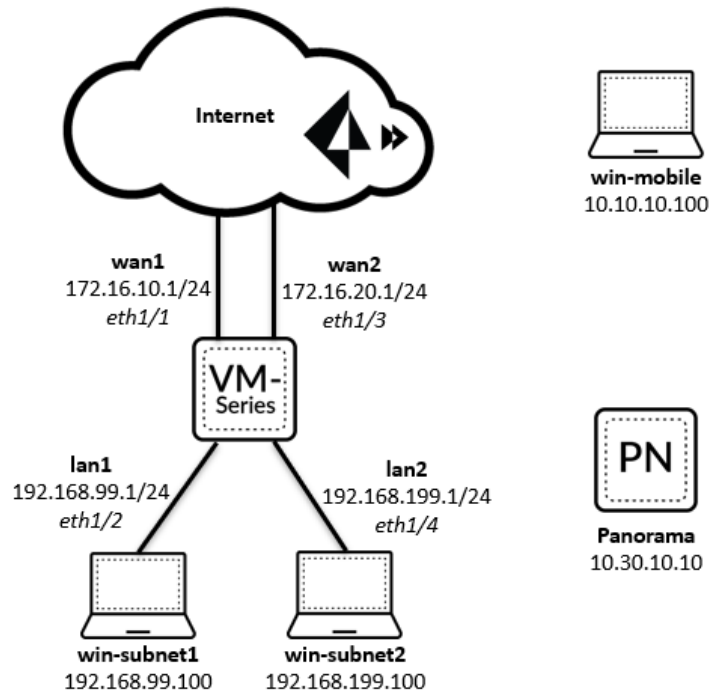 Internet
win-mobile
10.10.10.100
wan1
172.16.10.1/24
eth1/1
wan2
172.16.20.1/24
eth1/3
VM-
Series
PN
Panorama
10.30.10.10
lan1
192.168.99.1/24
eth1/2
lan2
192.168.199.1/24
eth1/4
win-subnet1
192.168.99.100
win-subnet2
192.168.199.100